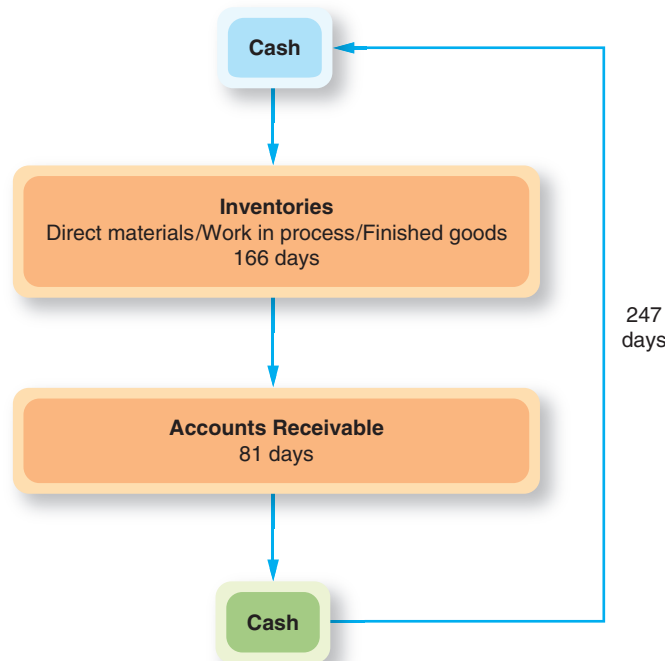 Cash
Inventories
Direct materials/Work in process/Finished goods
166 days
247
days
Accounts Receivable
81 days
Cash